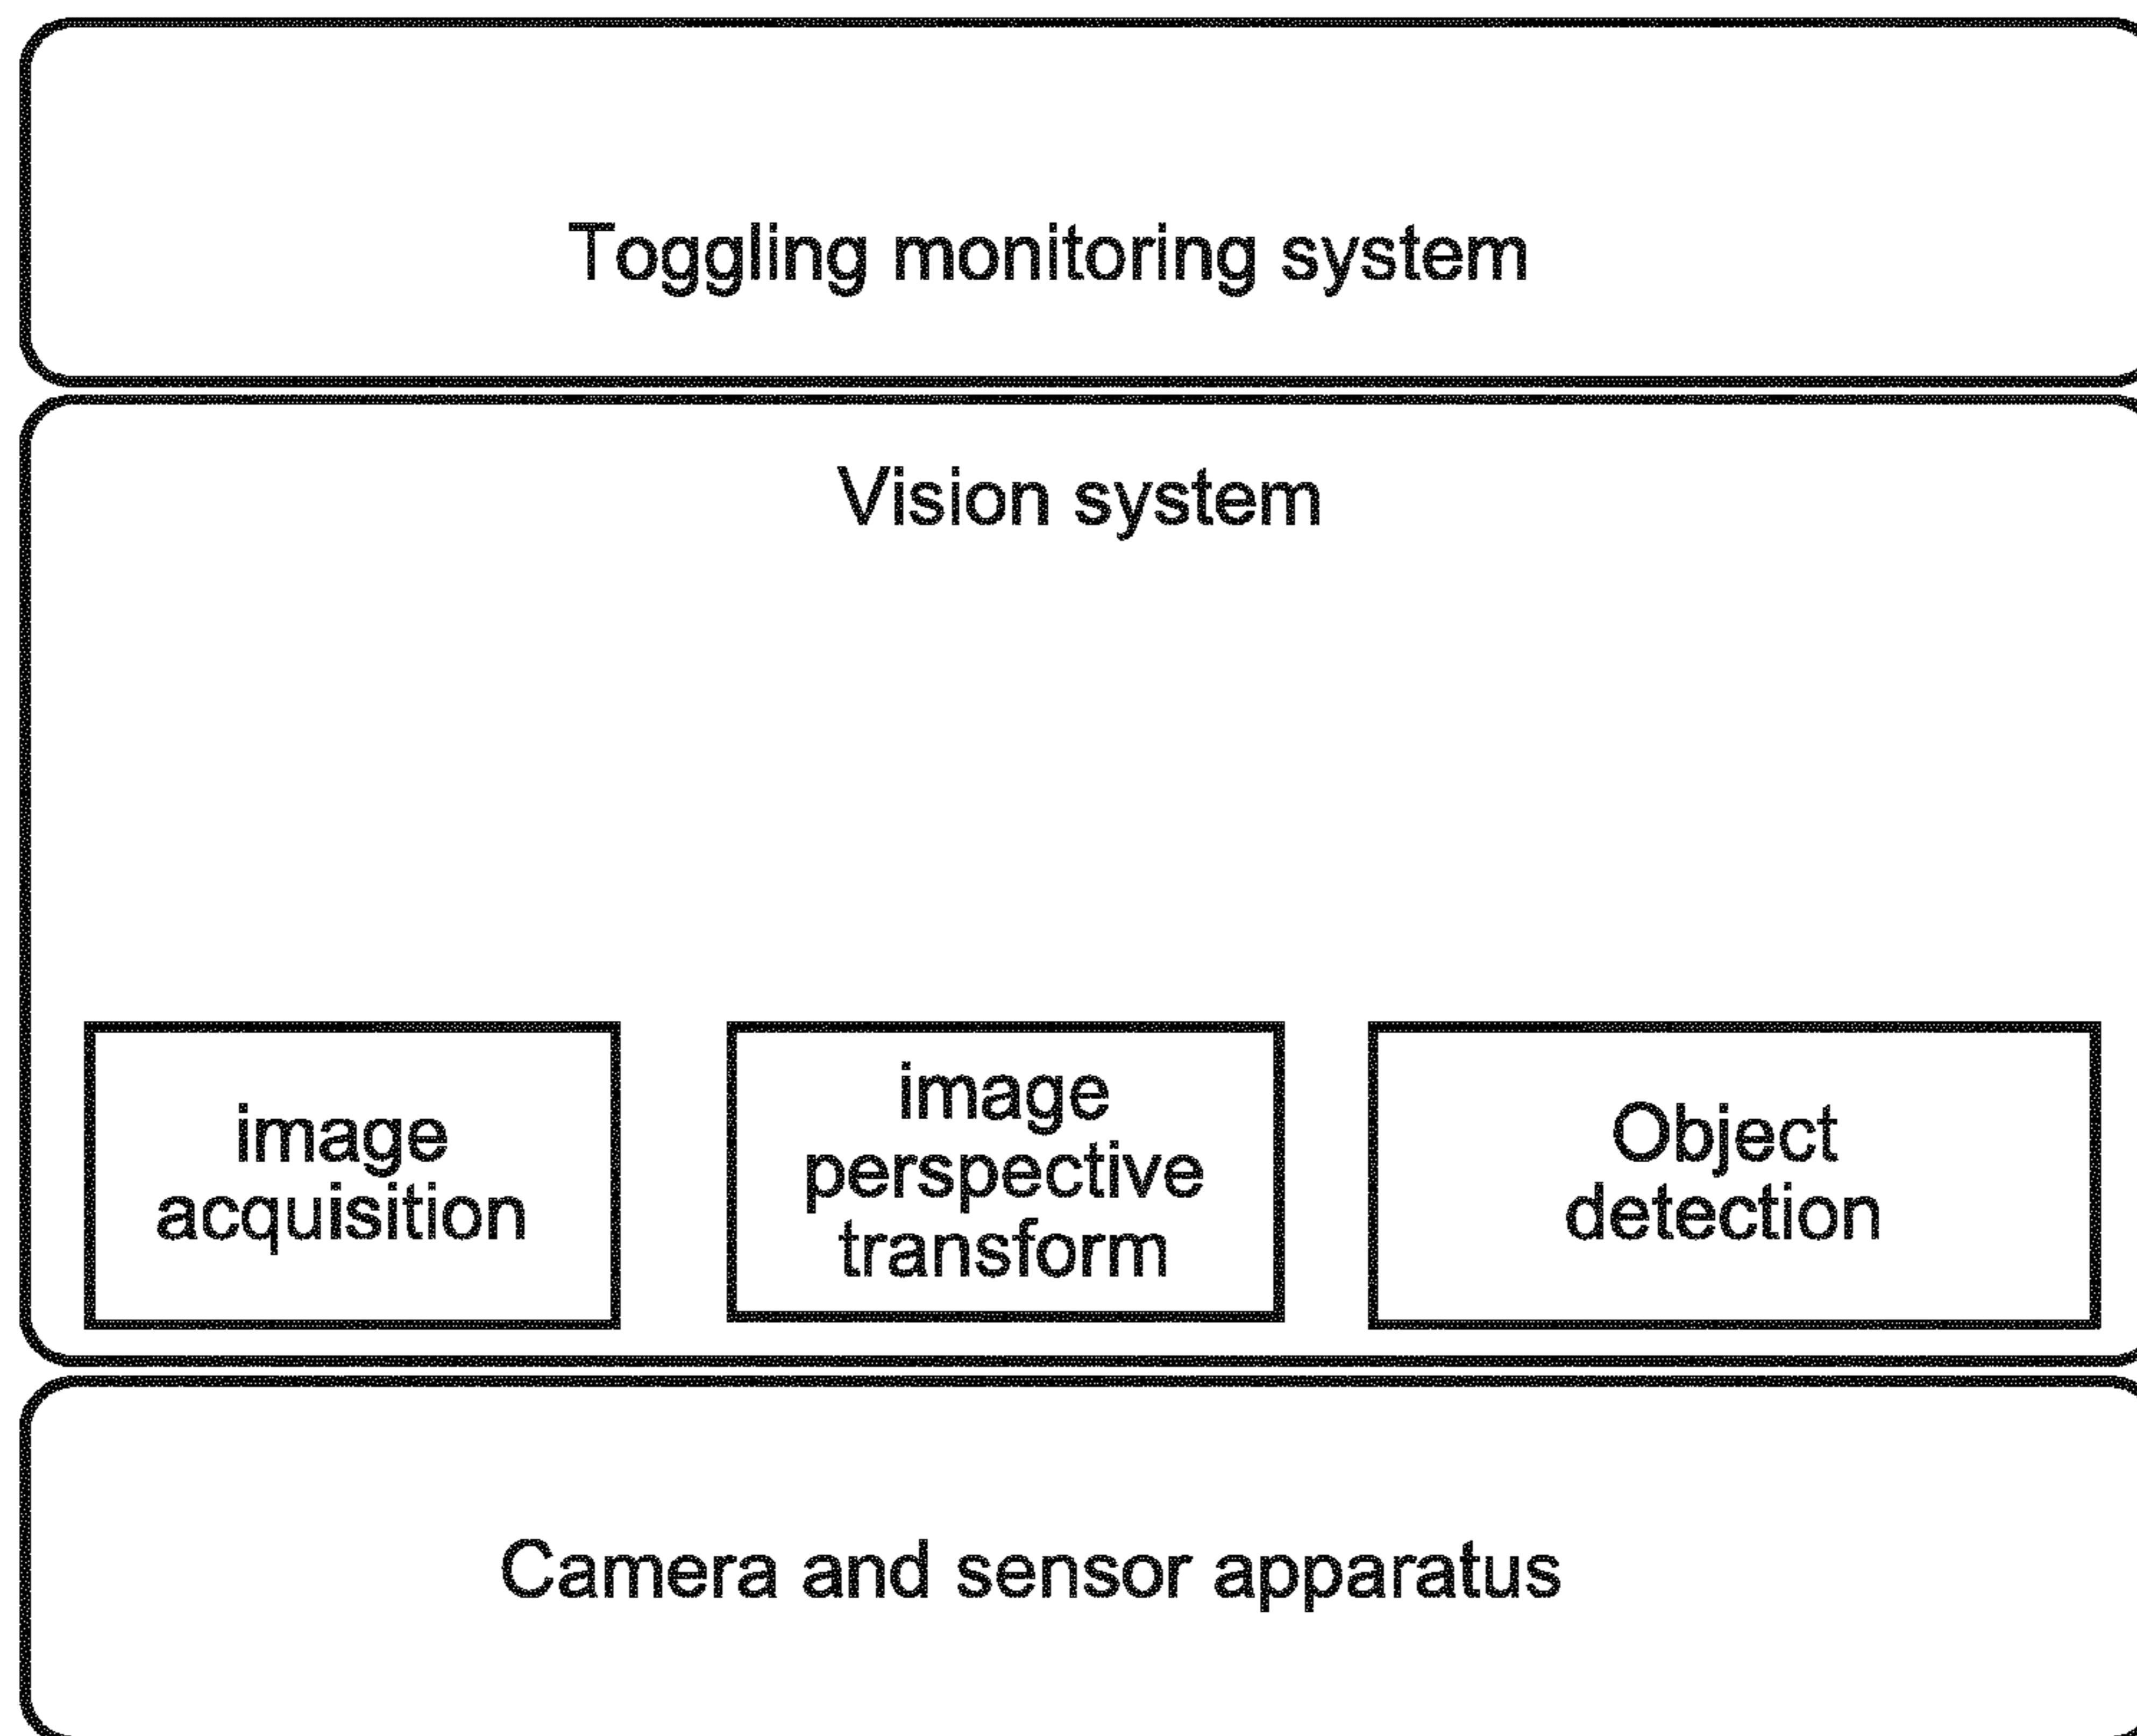 Toggling monitoring system
Vision system
image
acquisition
image
perspective
transform
Object
detection
Camera and sensor apparatus